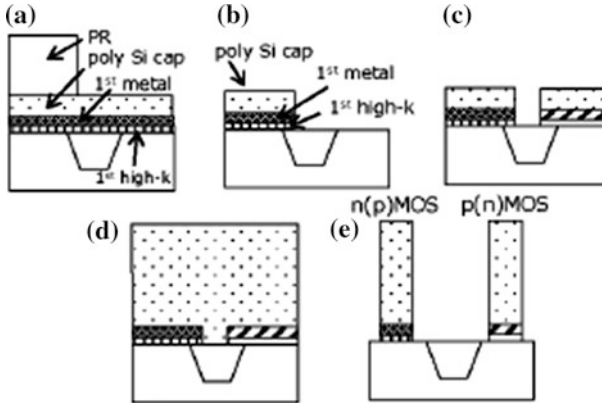 (a)
PR
poly Si cap
1st metal
1st high-k
(b)
poly Si cap
1st metal
1st high-k
(c)
(d)
(e)
n(p)MOS
p(n)MOS